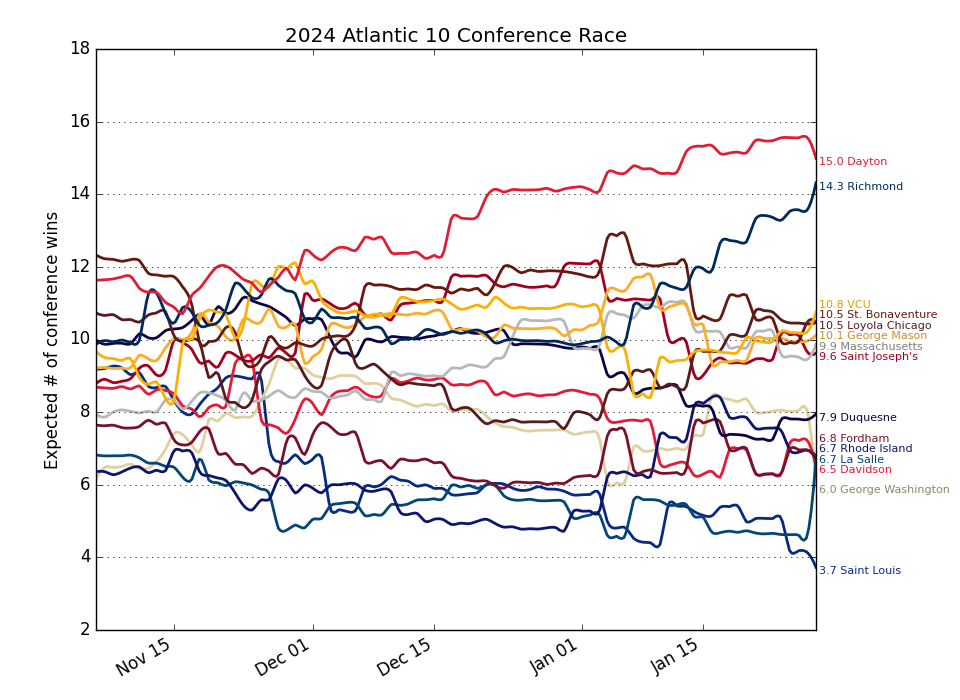 2024 Atlantic 10 Conference Race
Expected # of conference wins
18
16
14
12
10
8
6
4
2
Nov 15
Dec 01
Dec 15
Jan 01
Jan 15
15.0 Dayton
14.3 Richmond
10.8 VCU
10.5 St. Bonaventure
10.5 Loyola Chicago
10.1 George Mason
9.9 Massachusetts
9.6 Saint Joseph's
7.9 Duquesne
6.8 Fordham
6.7 Rhode Island
6.7 La Salle
6.5 Davidson
6.0 George Washington
3.7 Saint Louis